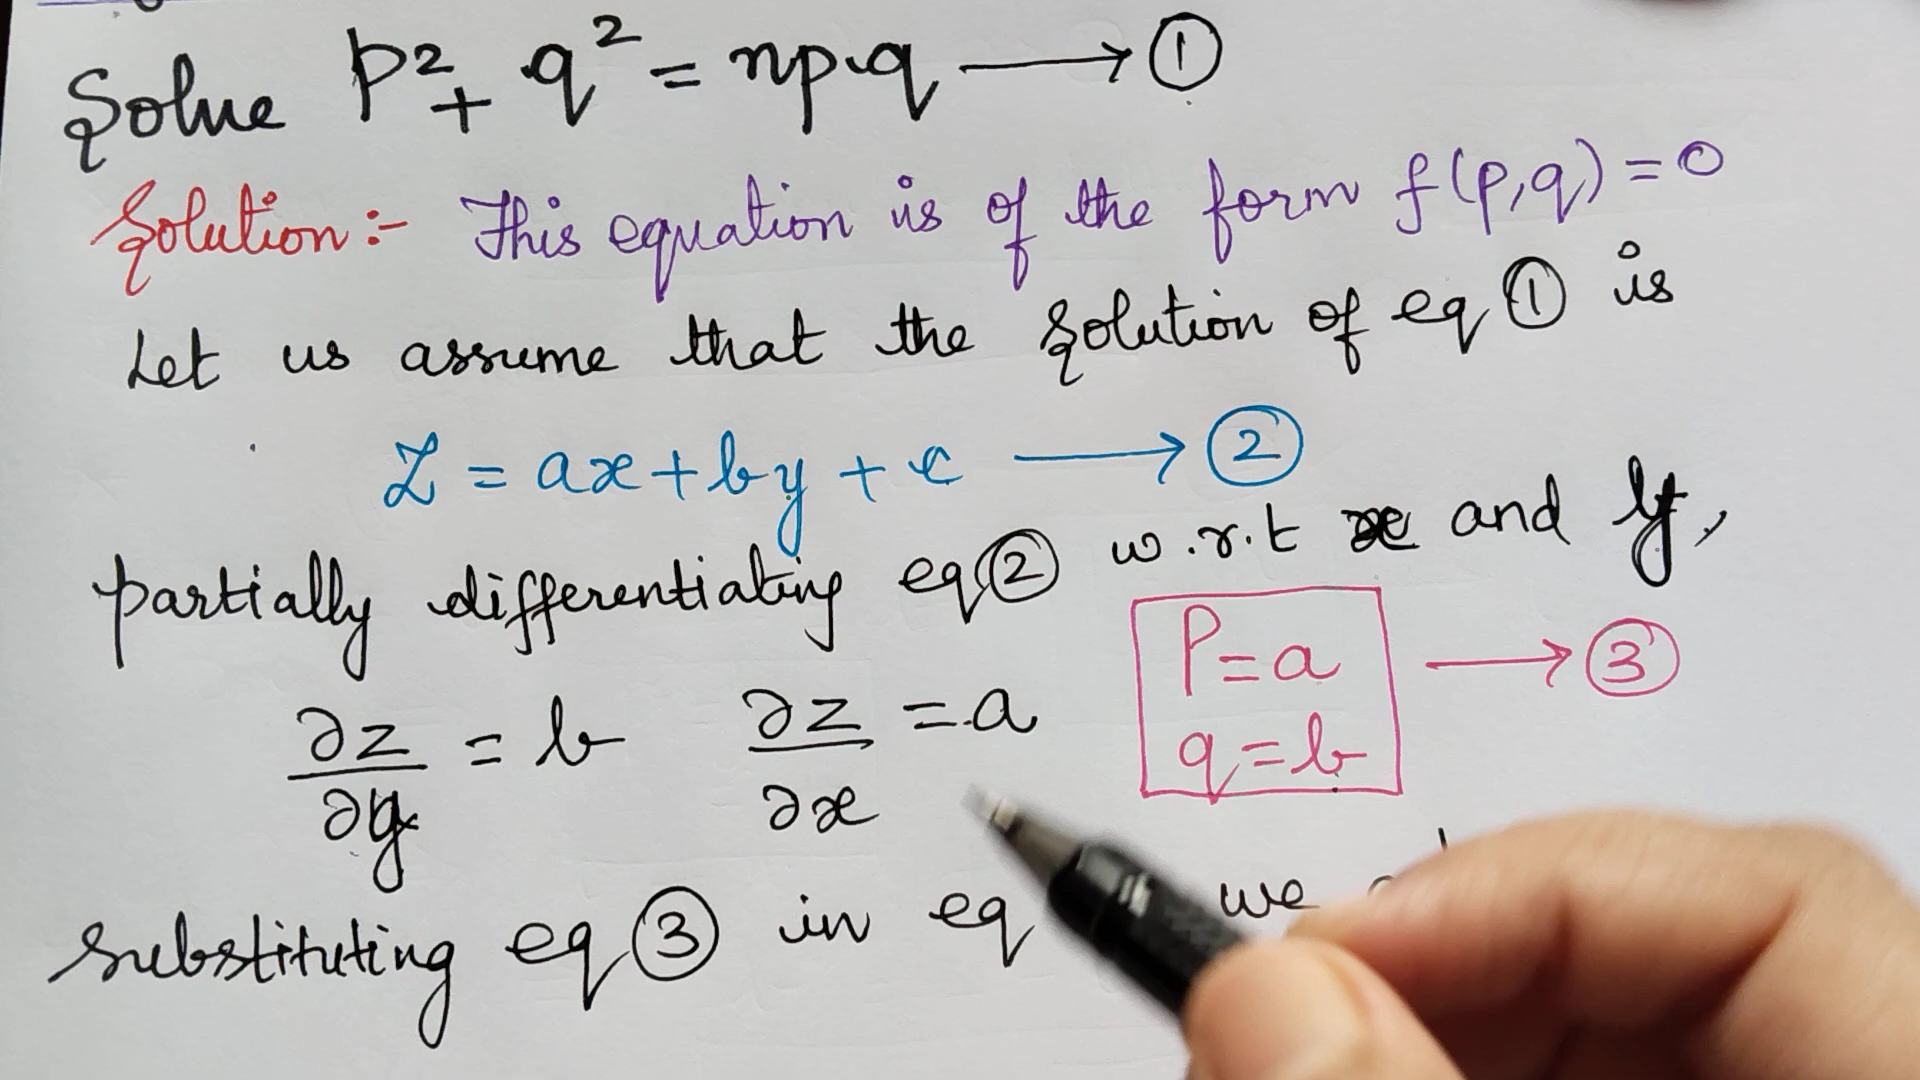 Solve p² + q² = np.q → ①
Solution:- This equation is of the form f(p,q) = 0
Let us assume that the solution of eq ① is
Z = ax + by + c → ②
partially differentiating eq ② w.r.t x and y,
∂z/∂y = b ∂z/∂x = a P = a q = b → ③
substituting eq ③ in eq we